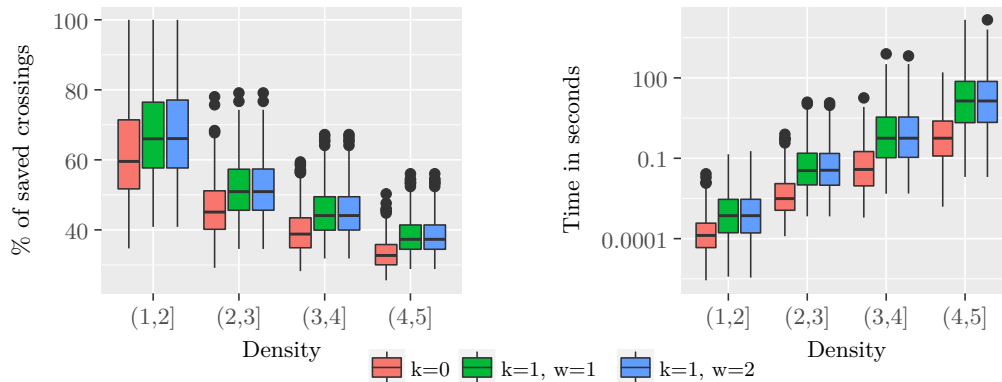 % of saved crossings
100
80
60
40
(1,2]
(2,3]
(3,4]
(4,5]
Density
Time in seconds
100
0.1
0.0001
(1,2]
(2,3]
(3,4]
(4,5]
Density
k=0
k=1, w=1
k=1, w=2